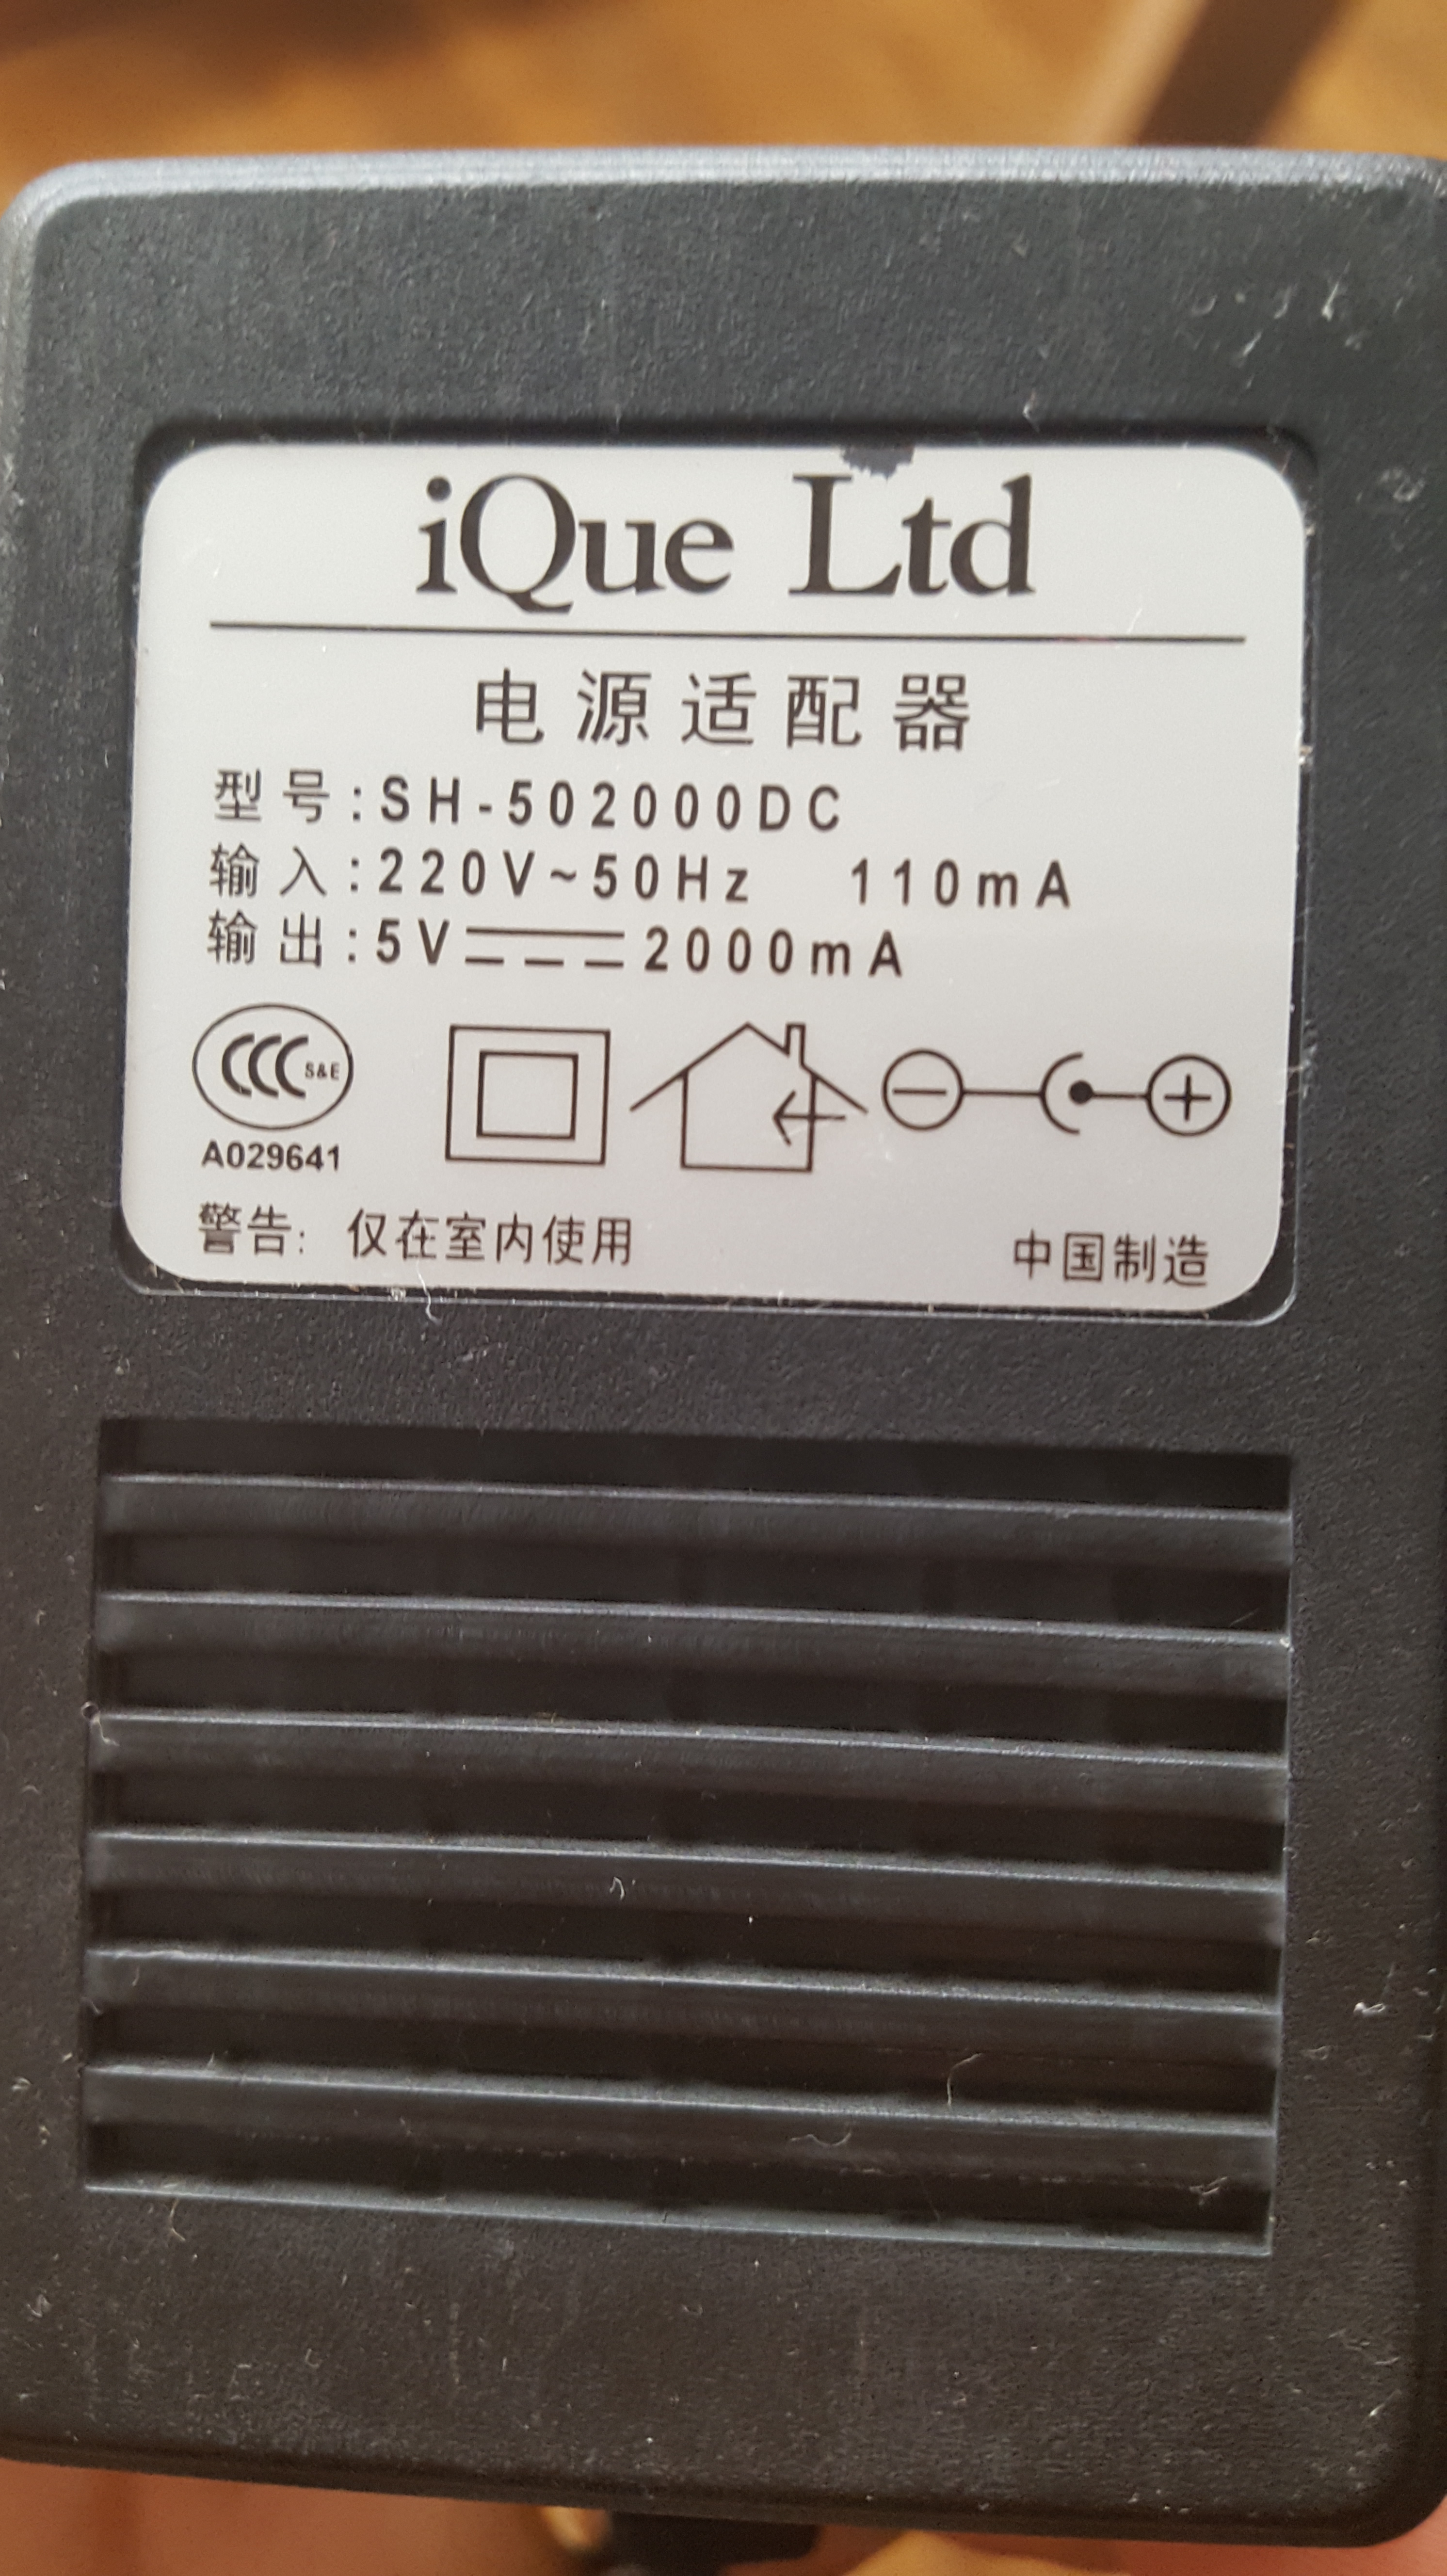 iQue Ltd
电源适配器
型号:SH-502000DC
输入:220V~50Hz 110mA
输出:5V⎓2000mA
CCC S&E
A029641
警告: 仅在室内使用
中国制造